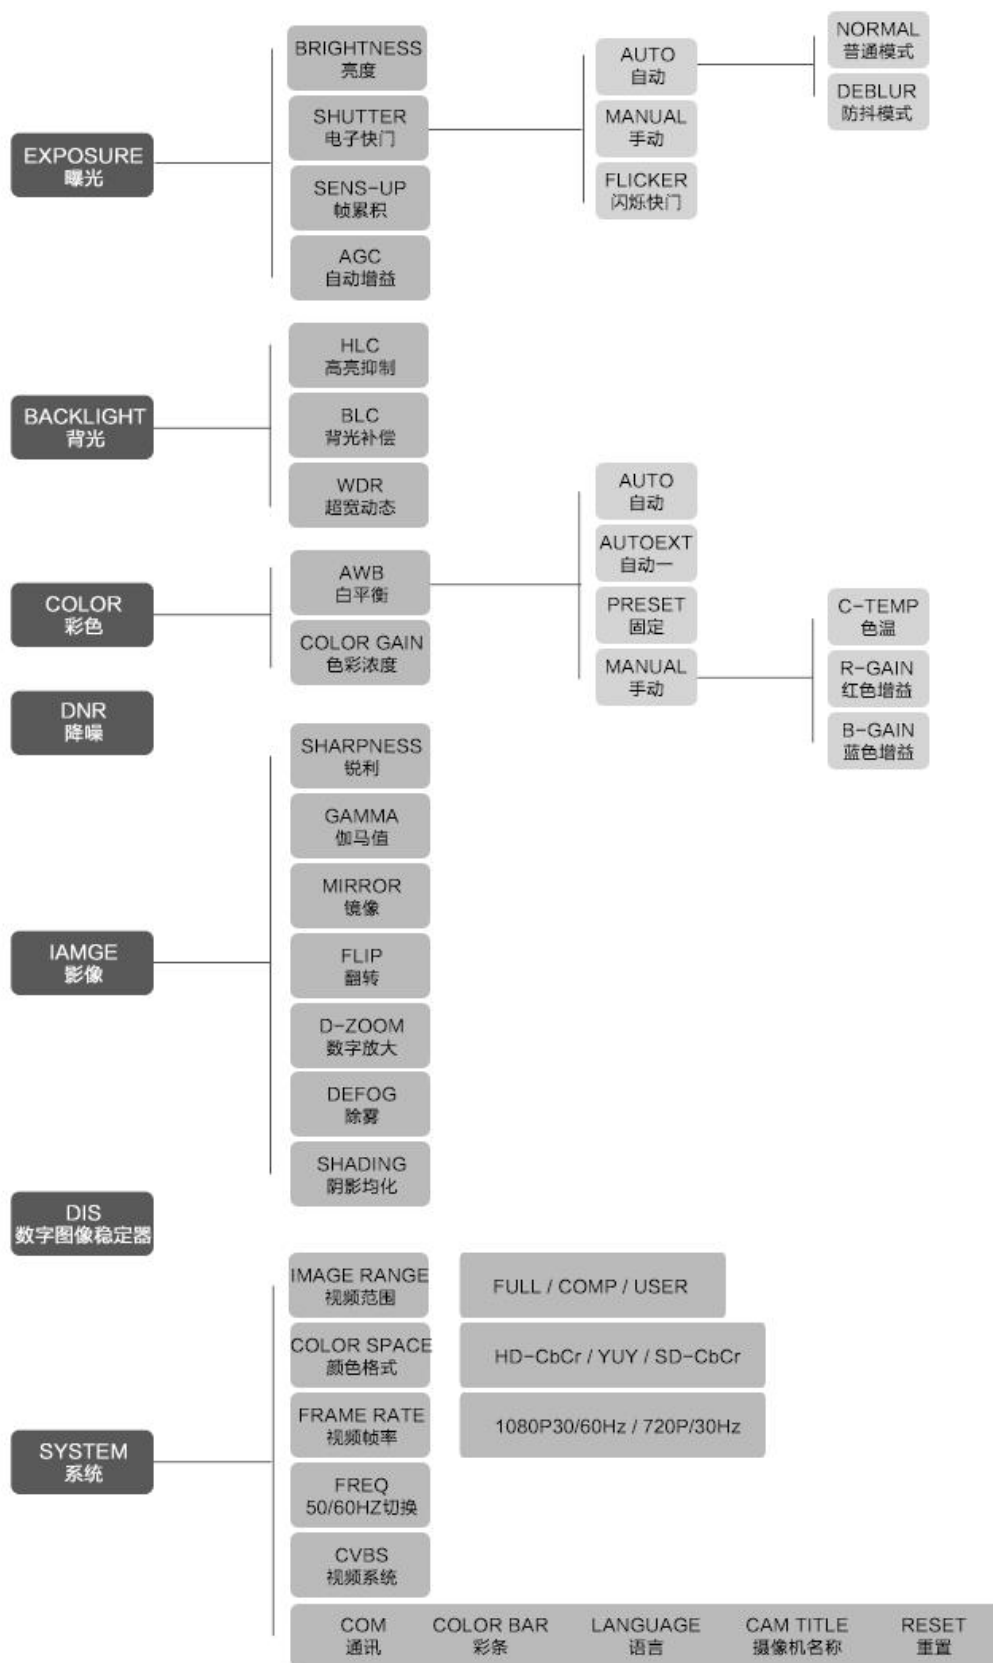 EXPOSURE
曝光
BRIGHTNESS
亮度
SHUTTER
电子快门
SENS-UP
帧累积
AGC
自动增益
AUTO
自动
MANUAL
手动
FLICKER
闪烁快门
NORMAL
普通模式
DEBLUR
防抖模式
BACKLIGHT
背光
HLC
高亮抑制
BLC
背光补偿
WDR
超宽动态
COLOR
彩色
AWB
白平衡
COLOR GAIN
色彩浓度
AUTO
自动
AUTOEXT
自动一
PRESET
固定
MANUAL
手动
C-TEMP
色温
R-GAIN
红色增益
B-GAIN
蓝色增益
DNR
降噪
IAMGE
影像
SHARPNESS
锐利
GAMMA
伽马值
MIRROR
镜像
FLIP
翻转
D-ZOOM
数字放大
DEFOG
除雾
SHADING
阴影均化
DIS
数字图像稳定器
SYSTEM
系统
IMAGE RANGE
视频范围
FULL / COMP / USER
COLOR SPACE
颜色格式
HD-CbCr / YUY / SD-CbCr
FRAME RATE
视频帧率
1080P30/60Hz / 720P/30Hz
FREQ
50/60HZ切换
CVBS
视频系统
COM COLOR BAR LANGUAGE CAM TITLE RESET
通讯 彩条 语言 摄像机名称 重置